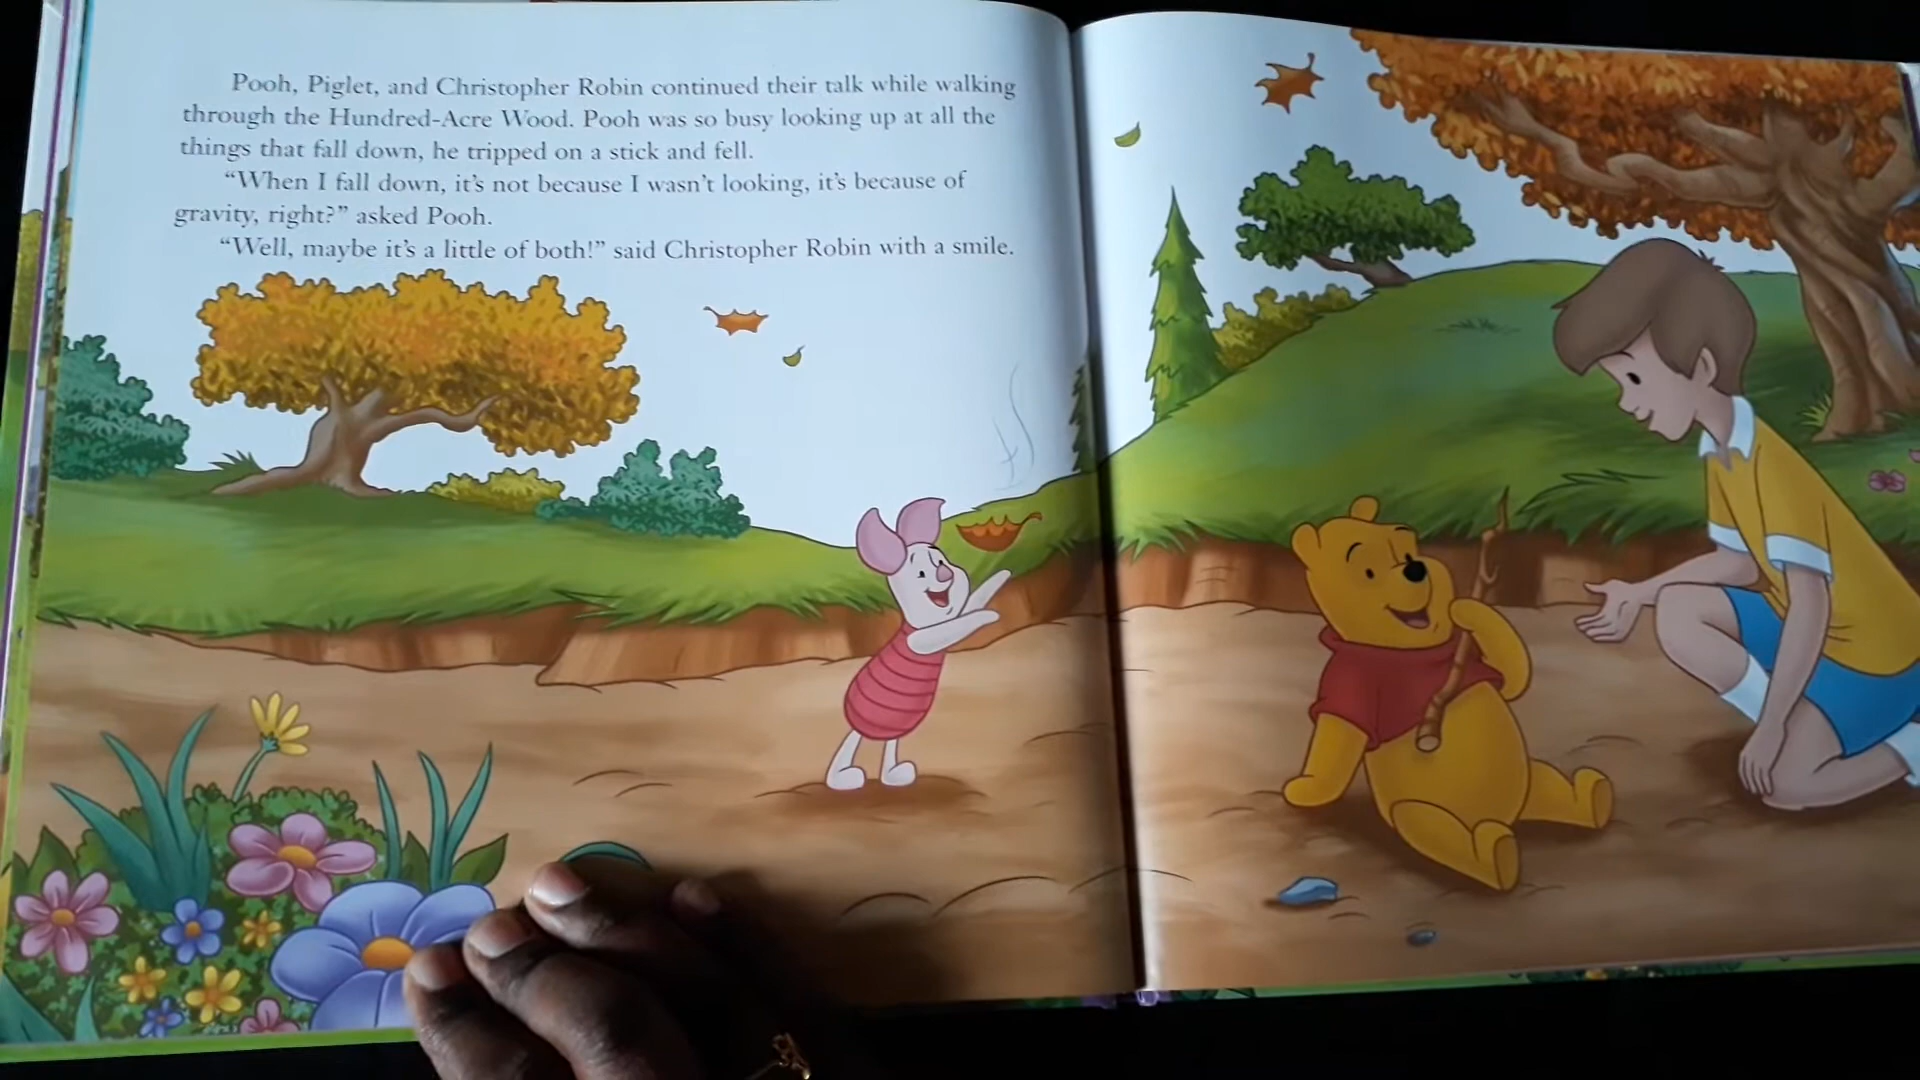 Pooh, Piglet, and Christopher Robin continued their talk while walking
through the Hundred-Acre Wood. Pooh was so busy looking up at all the
things that fall down, he tripped on a stick and fell.
“When I fall down, it’s not because I wasn’t looking, it’s because of
gravity, right?” asked Pooh.
“Well, maybe it’s a little of both!” said Christopher Robin with a smile.